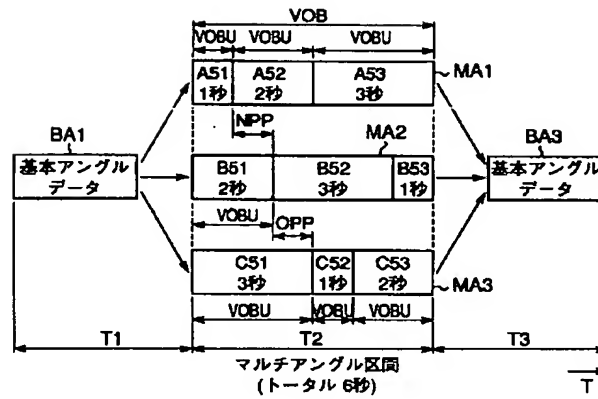 VOB
VOBU VOBU VOBU
A51 A52 A53
1秒 2秒 3秒
MA1
NPP
MA2
BA1
基本アングル
データ
B51 B52 B53
2秒 3秒 1秒
BA3
基本アングル
データ
VOBU
OPP
C51 C52 C53
3秒 1秒 2秒
MA3
VOBU VOBU VOBU
T1 T2 T3
マルチアングル区間
(トータル 6秒)
T